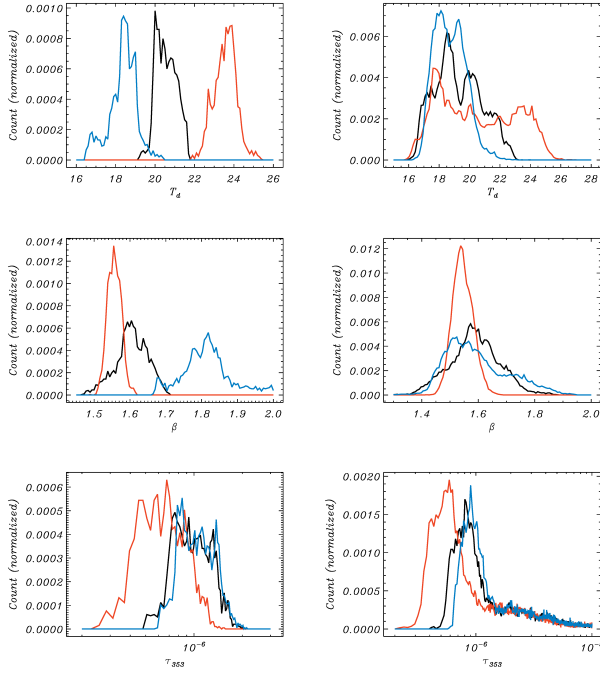 Count (normalized)
0.0010
0.0008
0.0006
0.0004
0.0002
0.0000
16 18 20 22 24 26
T_d
Count (normalized)
0.006
0.004
0.002
0.000
16 18 20 22 24 26 28
T_d
Count (normalized)
0.0014
0.0012
0.0010
0.0008
0.0006
0.0004
0.0002
0.0000
1.5 1.6 1.7 1.8 1.9 2.0
β
Count (normalized)
0.012
0.010
0.008
0.006
0.004
0.002
0.000
1.4 1.6 1.8 2.0
β
Count (normalized)
0.0006
0.0005
0.0004
0.0003
0.0002
0.0001
0.0000
10⁻⁶
τ₃₅₃
Count (normalized)
0.0020
0.0015
0.0010
0.0005
0.0000
10⁻⁶
τ₃₅₃